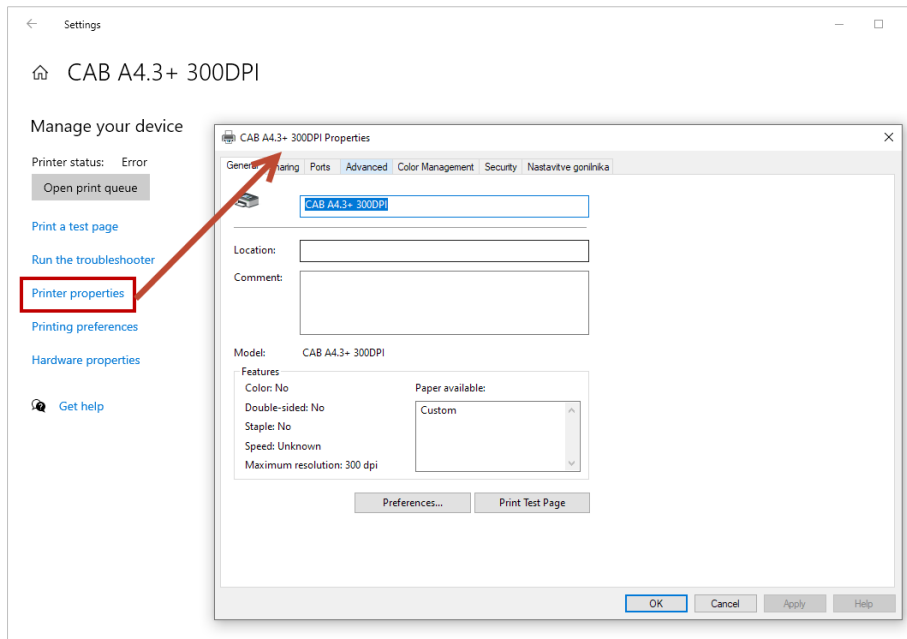 Settings
CAB A4.3+ 300DPI
Manage your device
Printer status: Error
Open print queue
Print a test page
Run the troubleshooter
Printer properties
Printing preferences
Hardware properties
Get help
CAB A4.3+ 300DPI Properties
General Sharing Ports Advanced Color Management Security Nastavitve gonilnika
CAB A4.3+ 300DPI
Location:
Comment:
Model: CAB A4.3+ 300DPI
Features
Color: No
Double-sided: No
Staple: No
Speed: Unknown
Maximum resolution: 300 dpi
Paper available:
Custom
Preferences... Print Test Page
OK Cancel Apply Help